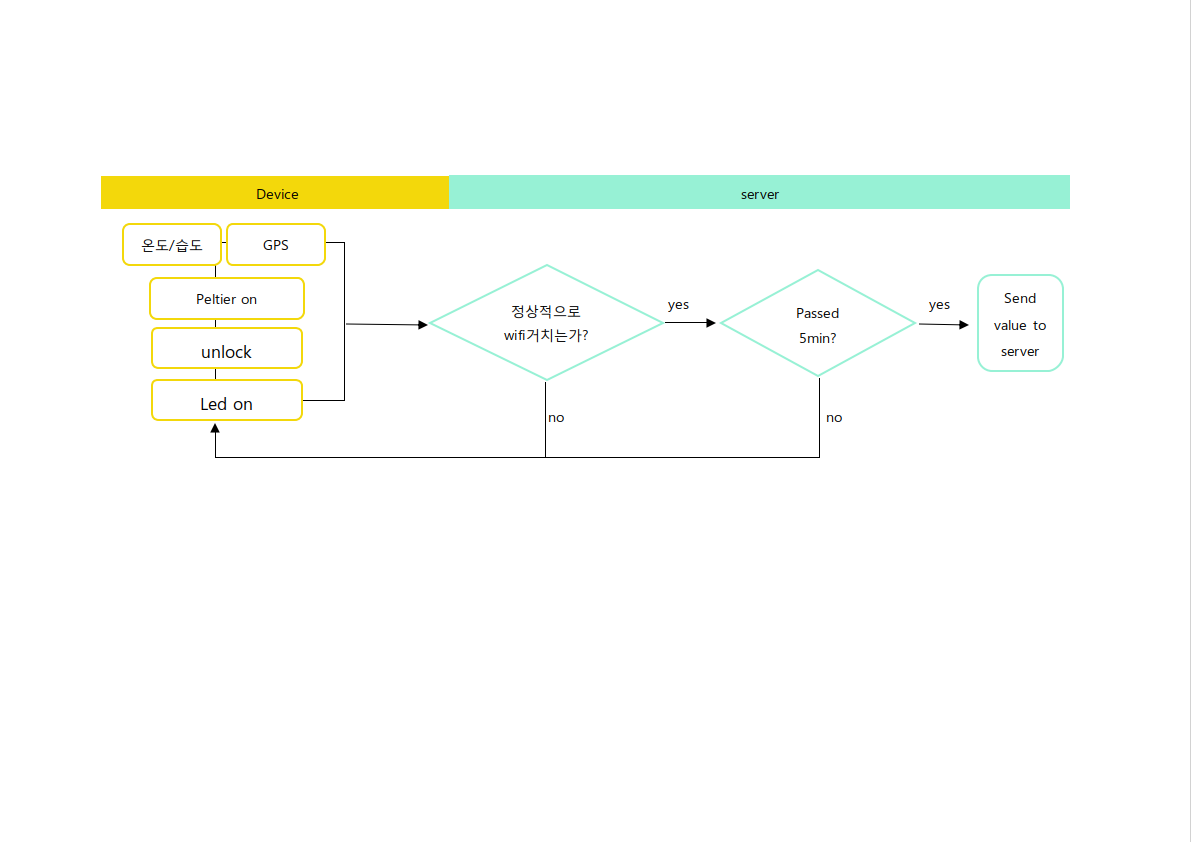 Device
server
온도/습도
GPS
Peltier on
unlock
Led on
정상적으로
wifi거치는가?
yes
no
Passed
5min?
yes
no
Send
value to
server